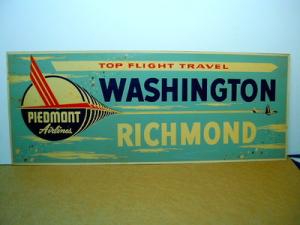 TOP FLIGHT TRAVEL
WASHINGTON
PIEDMONT
Airlines
RICHMOND